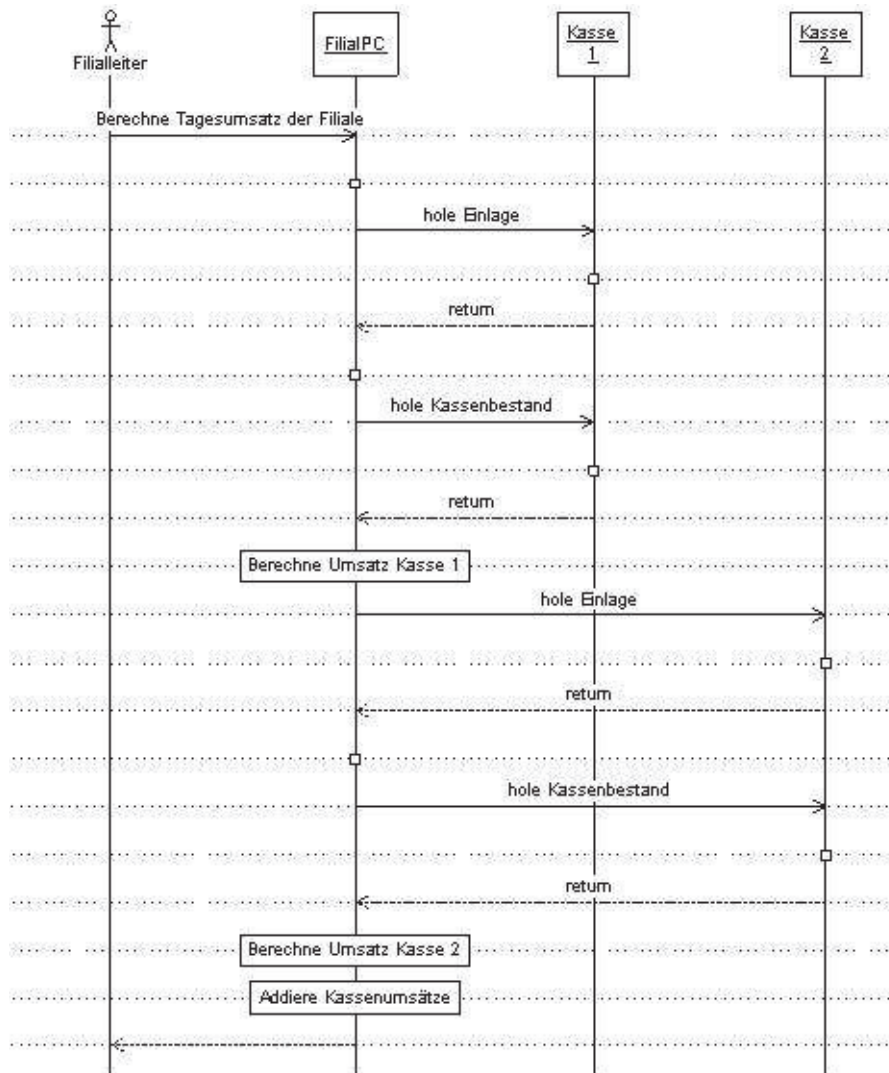 Filialleiter
FilialPC
Kasse
1
Kasse
2
Berechne Tagesumsatz der Filiale
hole Einlage
return
hole Kassenbestand
return
Berechne Umsatz Kasse 1
hole Einlage
return
hole Kassenbestand
return
Berechne Umsatz Kasse 2
Addiere Kassenumsätze